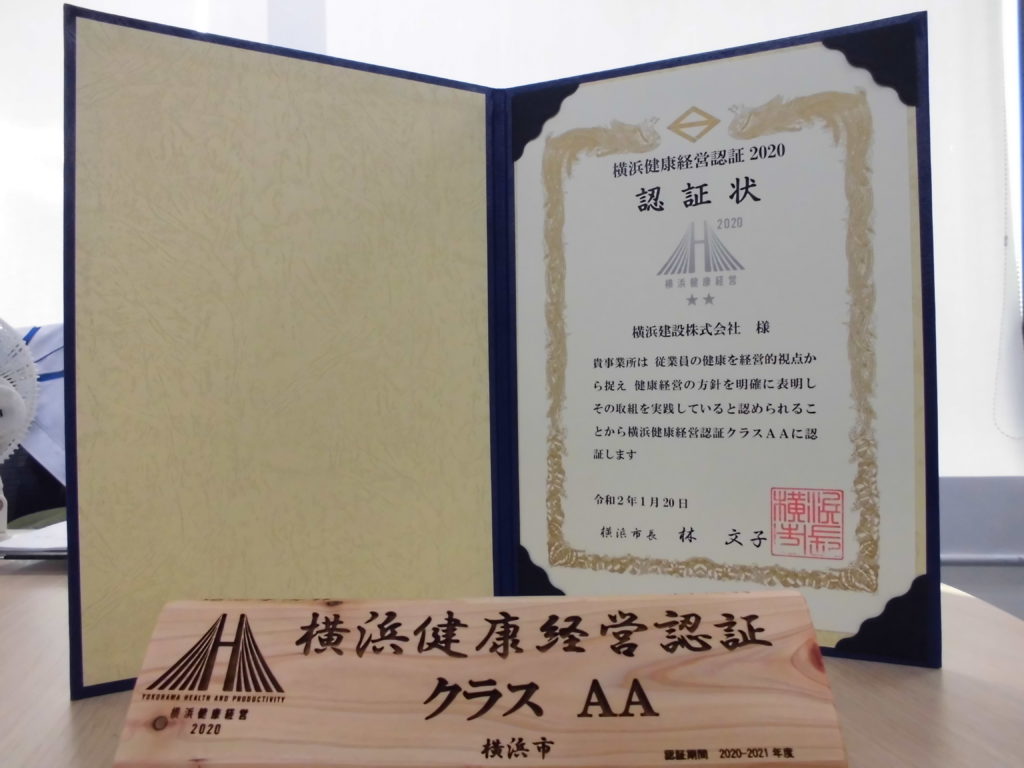 横浜健康経営認証 2020
認証状
2020
横浜健康経営
★★
横浜建設株式会社 様
貴事業所は 従業員の健康を経営的視点か
ら捉え 健康経営の方針を明確に表明し
その取組を実践していると認められるこ
とから横浜健康経営認証クラスAAに認
証します
令和2年1月20日
横浜市長 林 文子
横浜市長
横浜健康経営認証
クラス AA
YOKOHAMA HEALTH AND PRODUCTIVITY
横浜健康経営
2020
横浜市
認証期間 2020-2021年度